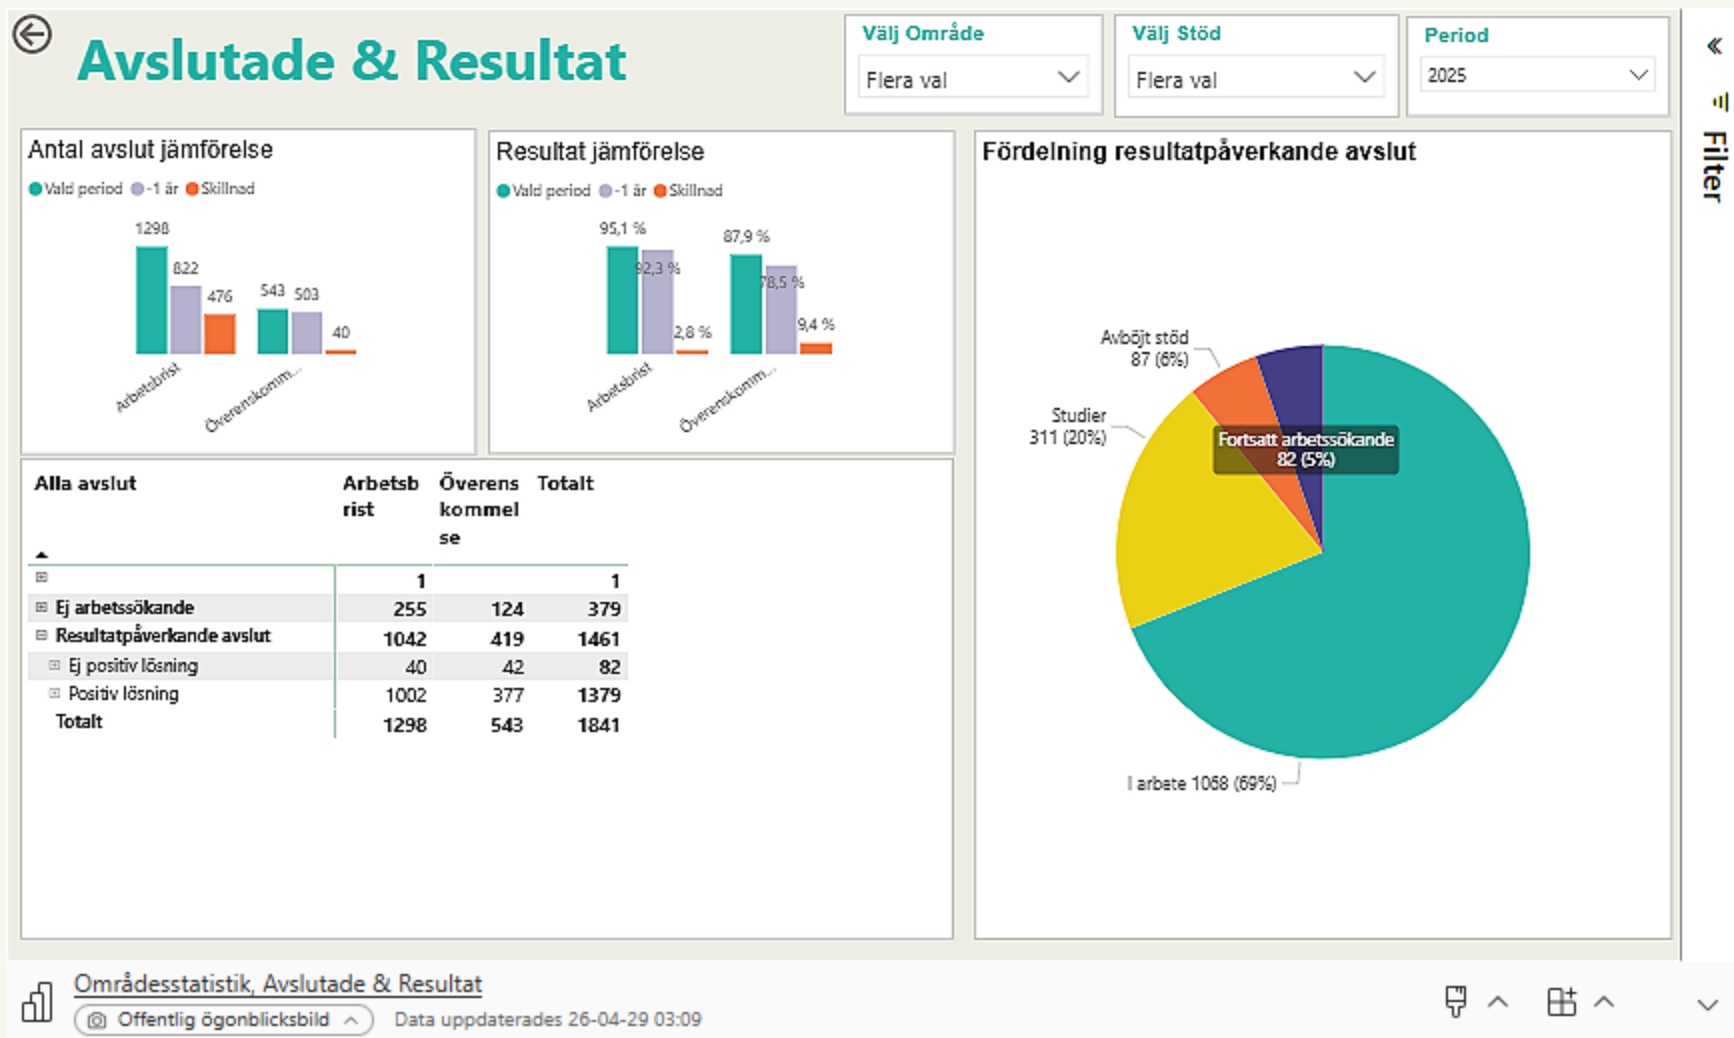 Avslutade & Resultat
Välj Område
Flera val
Välj Stöd
Flera val
Period
2025
Filter
Antal avslut jämförelse
Vald period -1 år Skillnad
1298
822
476
543
503
40
Arbetsbrist
Överenskomm...
Resultat jämförelse
Vald period -1 år Skillnad
95,1 %
92,3 %
2,8 %
87,9 %
78,5 %
9,4 %
Arbetsbrist
Överenskomm...
Fördelning resultatpåverkande avslut
Avböjt stöd
87 (6%)
Studier
311 (20%)
Fortsatt arbetssökande
82 (5%)
I arbete 1068 (69%)
Alla avslut Arbetsb Överens Totalt
rist kommel
se
1 1
Ej arbetssökande 255 124 379
Resultatpåverkande avslut 1042 419 1461
Ej positiv lösning 40 42 82
Positiv lösning 1002 377 1379
Totalt 1298 543 1841
Områdesstatistik, Avslutade & Resultat
Offentlig ögonblicksbild Data uppdaterades 26-04-29 03:09